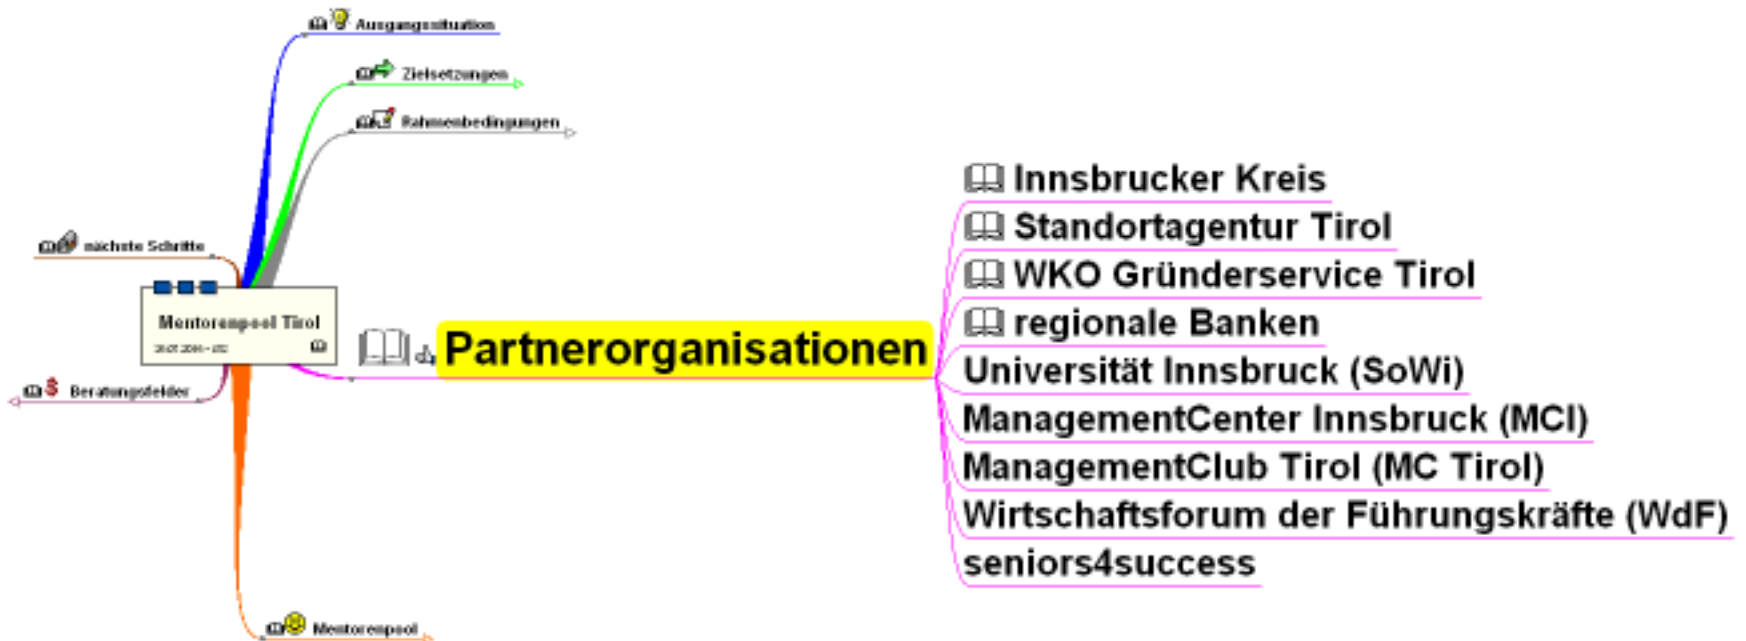 Ausgangssituation
Zielsetzungen
Rahmenbedingungen
nächste Schritte
Mentorenpool Tirol
Beratungsfelder
Mentorenpool
Partnerorganisationen
Innsbrucker Kreis
Standortagentur Tirol
WKO Gründerservice Tirol
regionale Banken
Universität Innsbruck (SoWi)
ManagementCenter Innsbruck (MCI)
ManagementClub Tirol (MC Tirol)
Wirtschaftsforum der Führungskräfte (WdF)
seniors4success